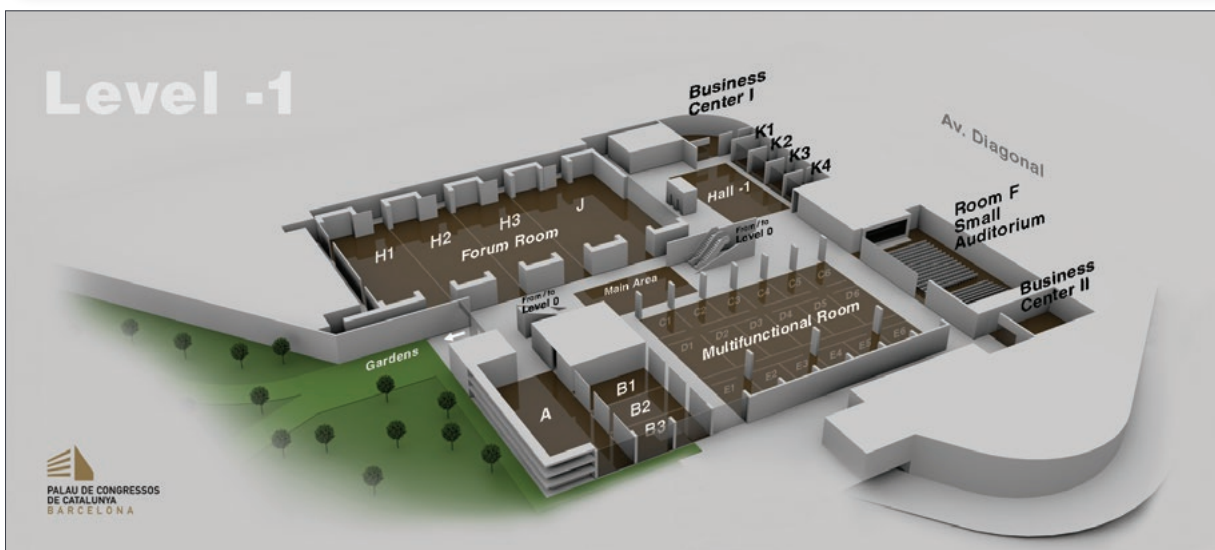 Level -1
Business
Center I
K1
K2
K3
K4
Av. Diagonal
Hall -1
J
H3
H2
H1
Forum Room
From / to
Level 0
Room F
Small
Auditorium
Business
Center II
Main Area
From / to
Level 0
C1
C2
C3
C4
C5
C6
D1
D2
D3
D4
D5
D6
Multifunctional Room
E1
E2
E3
E4
E5
E6
Gardens
A
B1
B2
B3
PALAU DE CONGRESSOS
DE CATALUNYA
BARCELONA